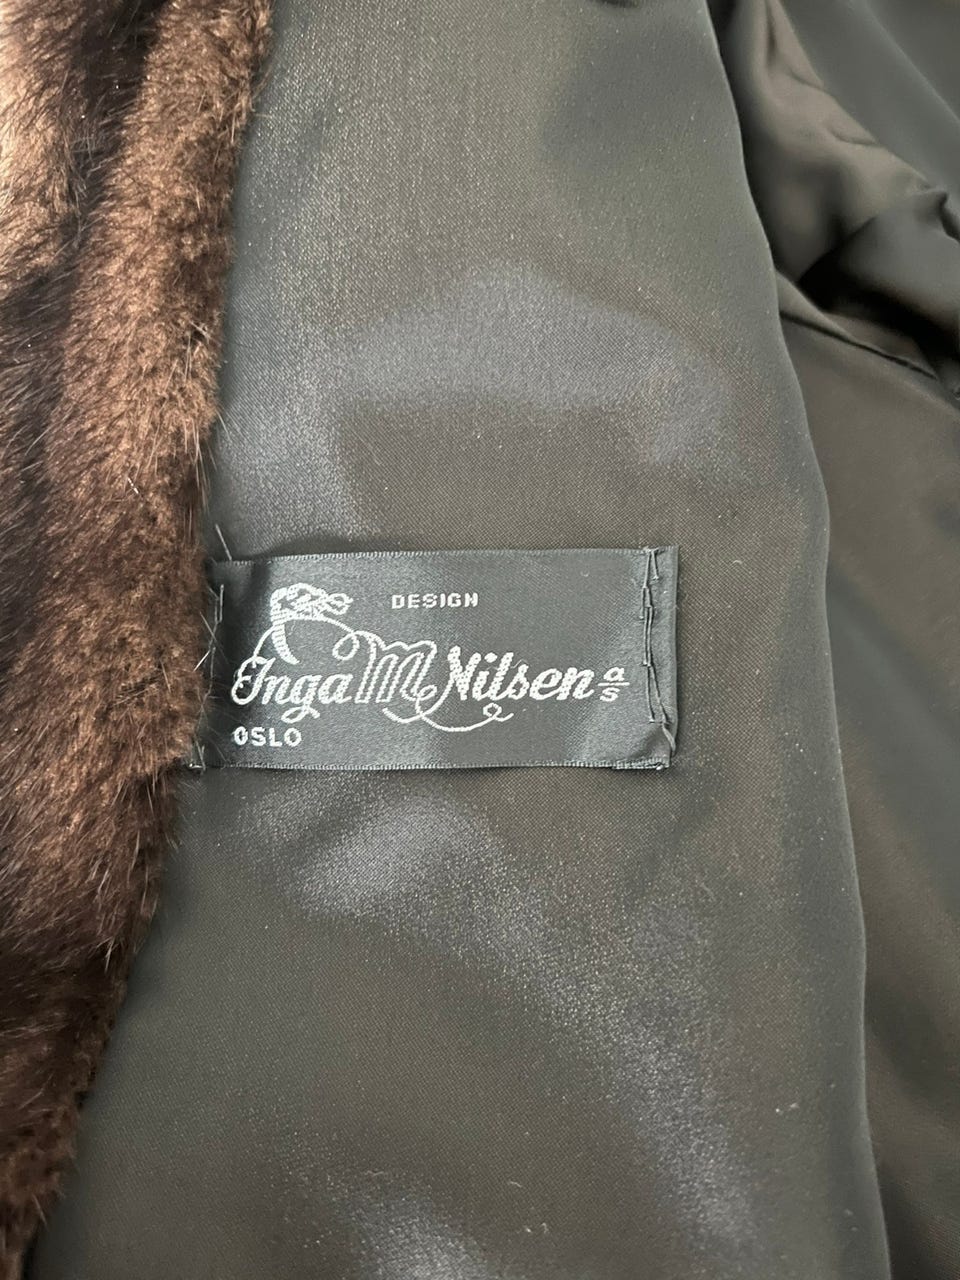 DESIGN
Inga M Nilsen a/s
OSLO